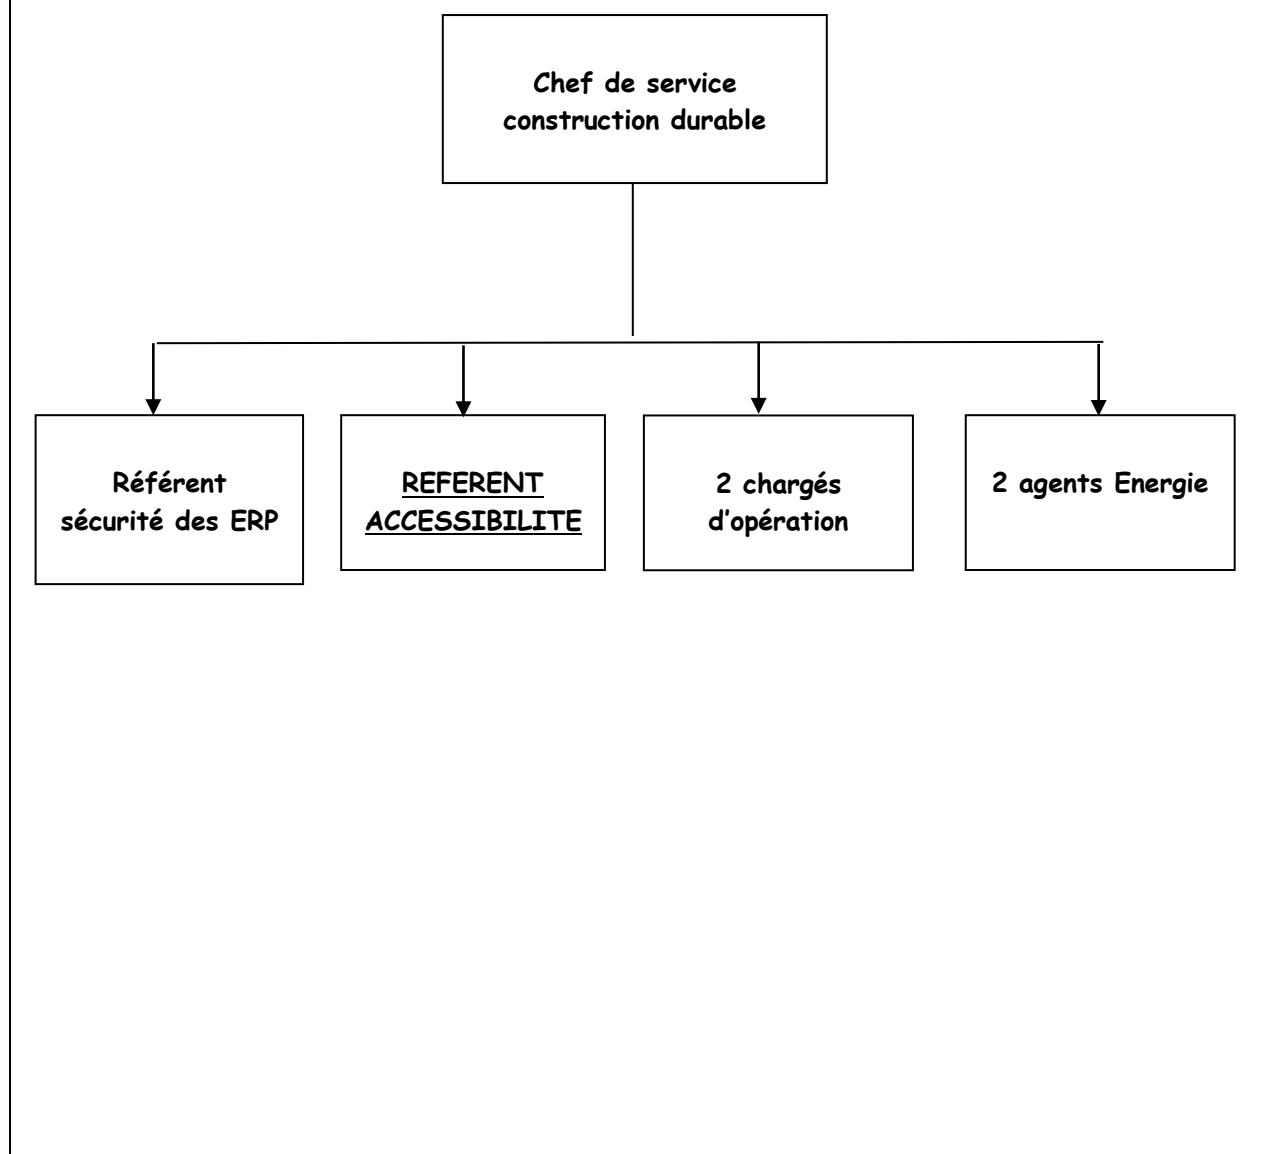 Chef de service
construction durable
Référent
sécurité des ERP
REFERENT
ACCESSIBILITE
2 chargés
d’opération
2 agents Energie